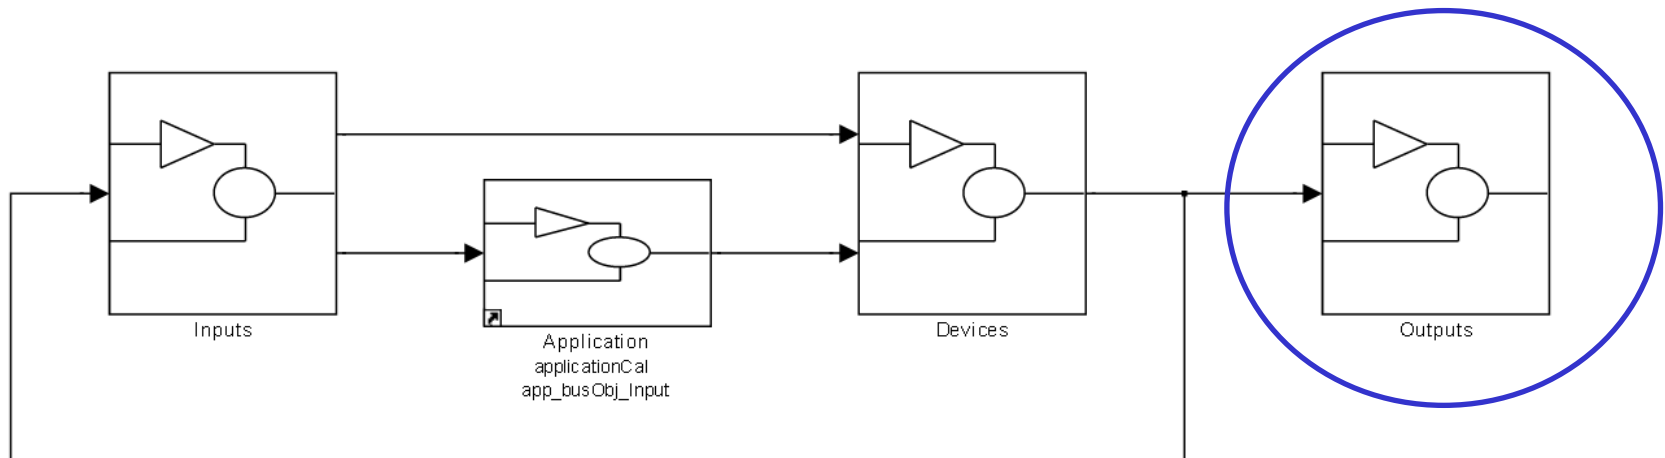 Inputs
Application
applicationCal
app_busObj_Input
Devices
Outputs